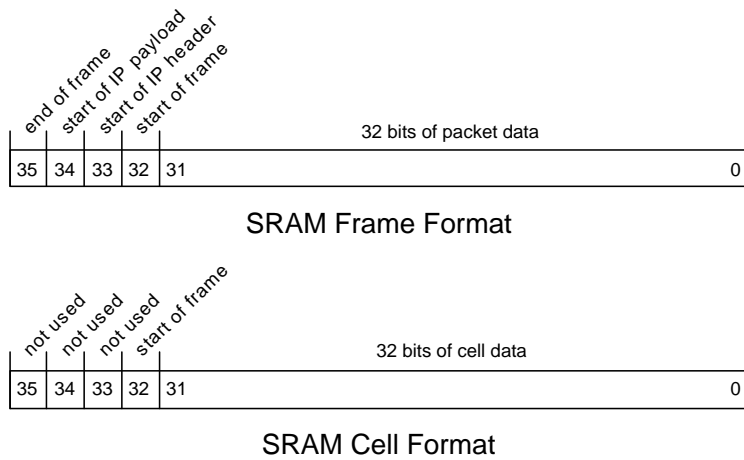 end of frame
start of IP payload
start of IP header
start of frame
32 bits of packet data
35 34 33 32 31 0
SRAM Frame Format
not used
not used
not used
start of frame
32 bits of cell data
35 34 33 32 31 0
SRAM Cell Format